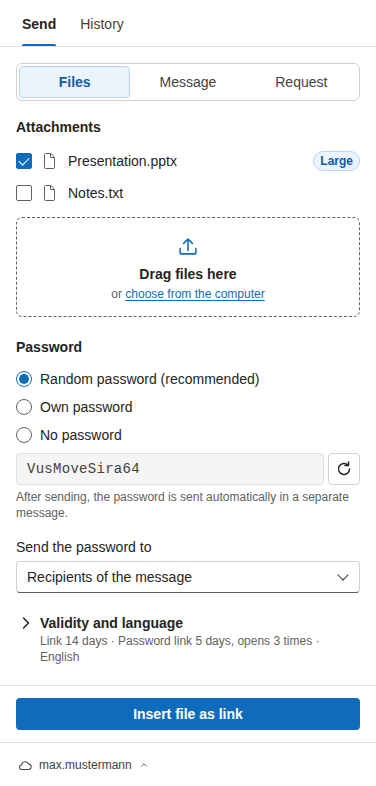 Send History
Files Message Request
Attachments
Presentation.pptx Large
Notes.txt
Drag files here
or choose from the computer
Password
Random password (recommended)
Own password
No password
VusMoveSira64
After sending, the password is sent automatically in a separate
message.
Send the password to
Recipients of the message
Validity and language
Link 14 days · Password link 5 days, opens 3 times ·
English
Insert file as link
max.mustermann